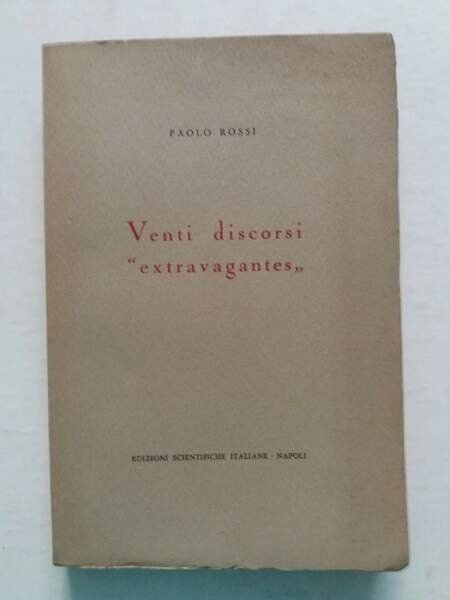 PAOLO ROSSI
Venti discorsi
“extravagantes„
EDIZIONI SCIENTIFICHE ITALIANE - NAPOLI